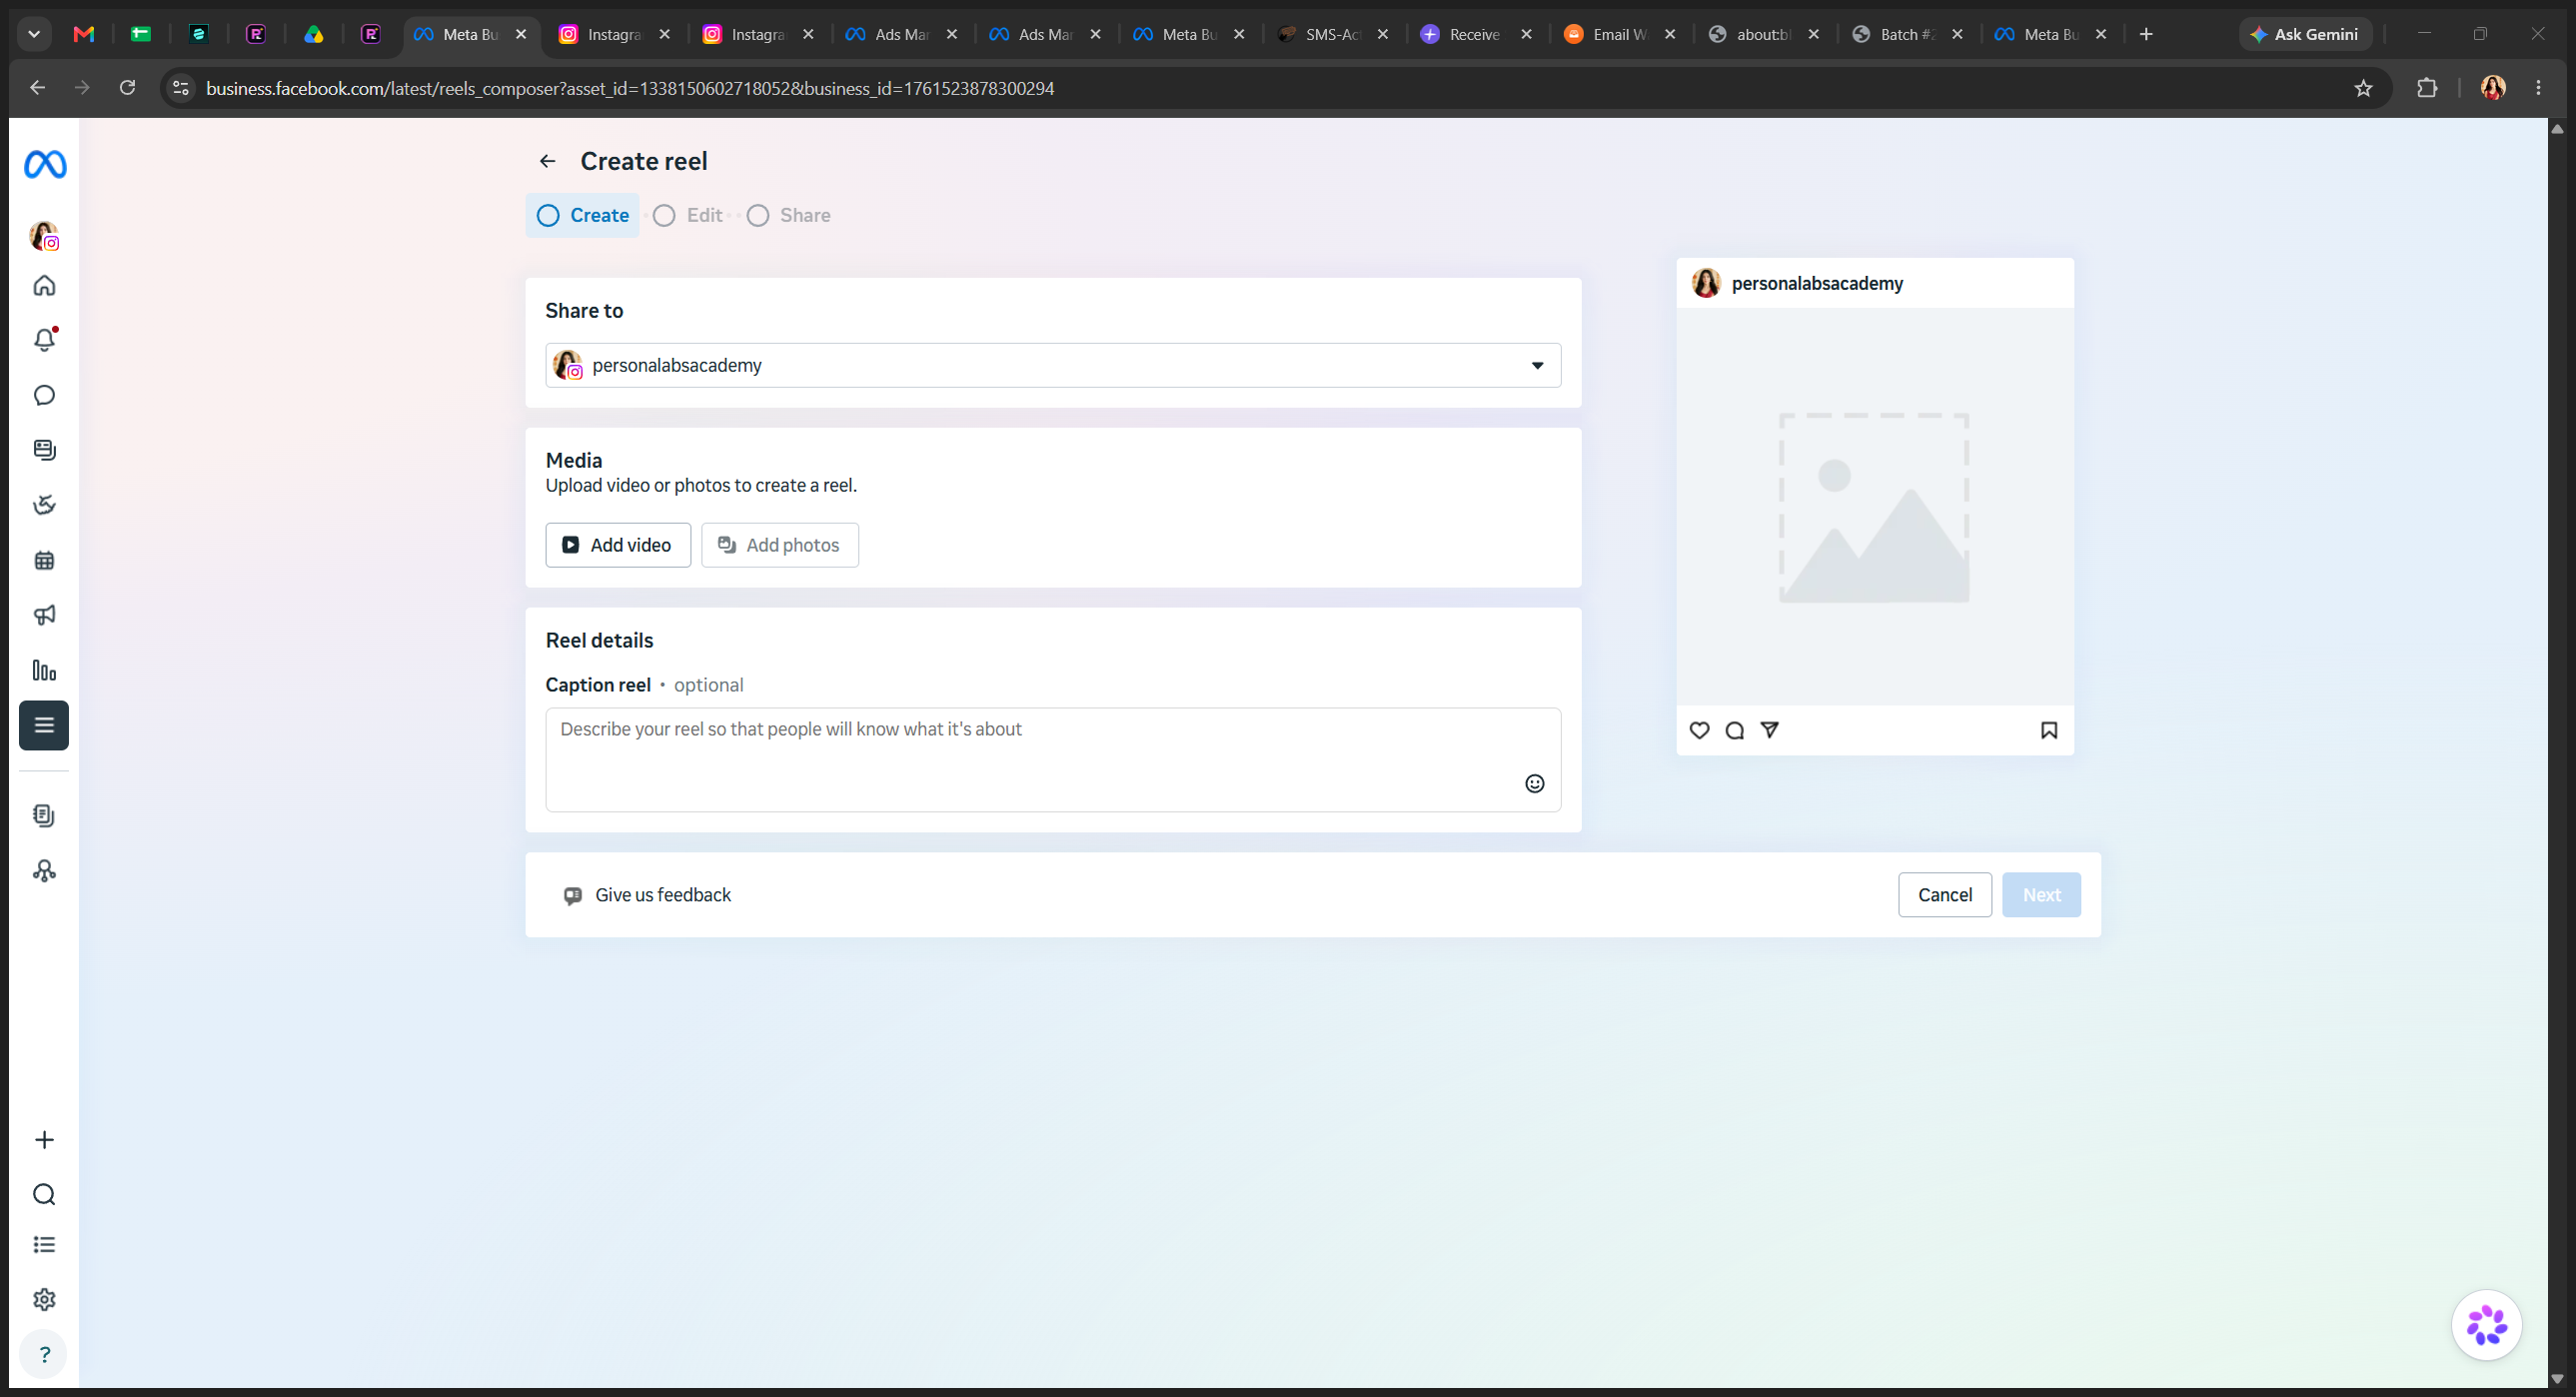 Meta Bu
Instagra
Instagra
Ads Mar
Ads Mar
Meta Bu
SMS-Act
Receive
Email W
about:bl
Batch #2
Meta Bu
Ask Gemini
business.facebook.com/latest/reels_composer?asset_id=1338150602718052&business_id=1761523878300294
Create reel
Create
Edit
Share
Share to
personalabsacademy
Media
Upload video or photos to create a reel.
Add video
Add photos
Reel details
Caption reel • optional
Describe your reel so that people will know what it's about
Give us feedback
Cancel
Next
personalabsacademy